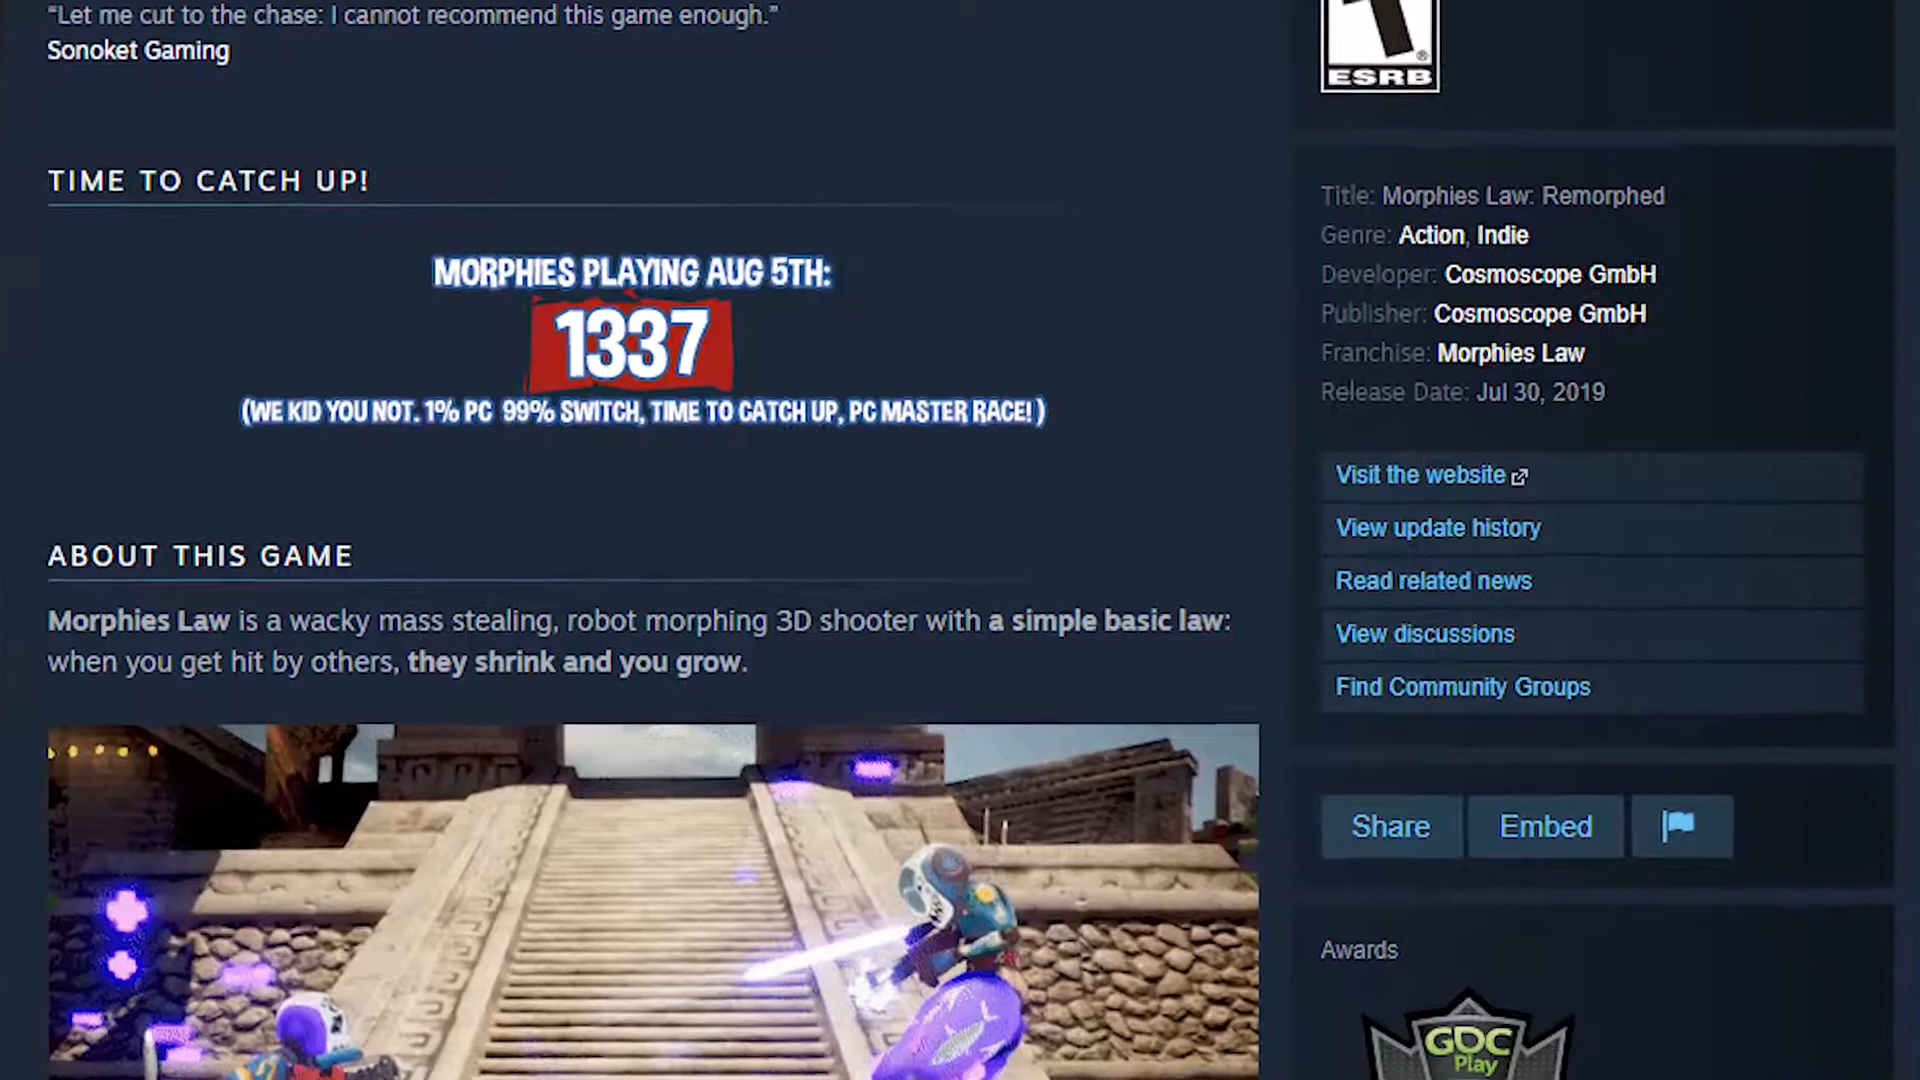 “Let me cut to the chase: I cannot recommend this game enough.”
Sonoket Gaming
TIME TO CATCH UP!
MORPHIES PLAYING AUG 5TH:
1337
(WE KID YOU NOT. 1% PC 99% SWITCH, TIME TO CATCH UP, PC MASTER RACE!)
ABOUT THIS GAME
Morphies Law is a wacky mass stealing, robot morphing 3D shooter with a simple basic law:
when you get hit by others, they shrink and you grow.
®
ESRB
Title: Morphies Law: Remorphed
Genre: Action, Indie
Developer: Cosmoscope GmbH
Publisher: Cosmoscope GmbH
Franchise: Morphies Law
Release Date: Jul 30, 2019
Visit the website
View update history
Read related news
View discussions
Find Community Groups
Share
Embed
Awards
GDC
Play